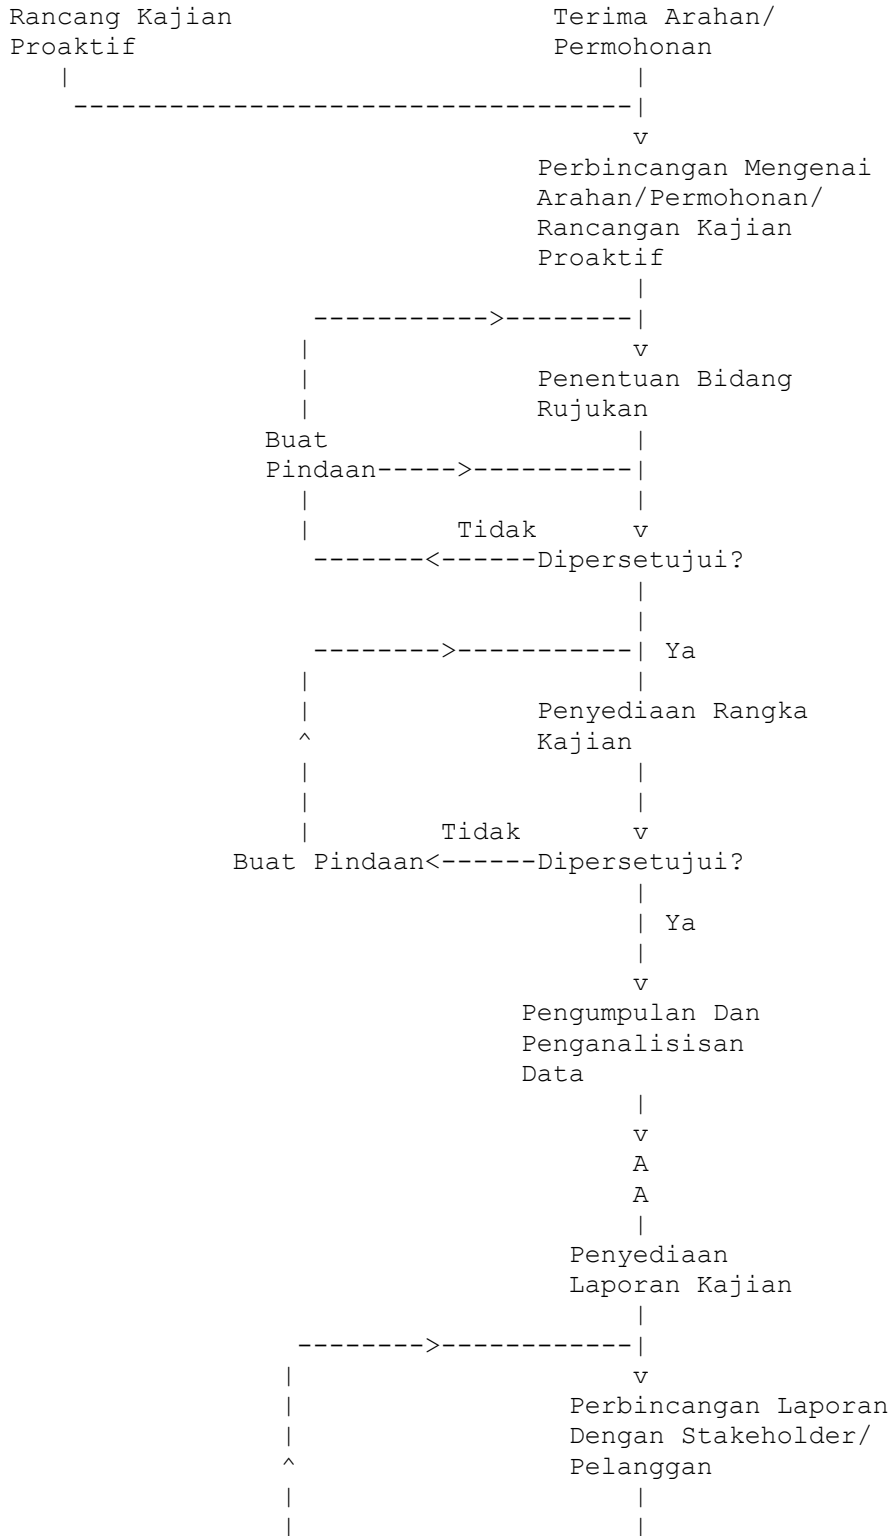 Rancang Kajian Terima Arahan/
Proaktif Permohonan
Perbincangan Mengenai
Arahan/Permohonan/
Rancangan Kajian
Proaktif
Penentuan Bidang
Rujukan
Buat
Pindaan
Tidak
Dipersetujui?
Ya
Penyediaan Rangka
Kajian
Tidak
Buat Pindaan Dipersetujui?
Ya
Pengumpulan Dan
Penganalisisan
Data
A
A
Penyediaan
Laporan Kajian
Perbincangan Laporan
Dengan Stakeholder/
Pelanggan